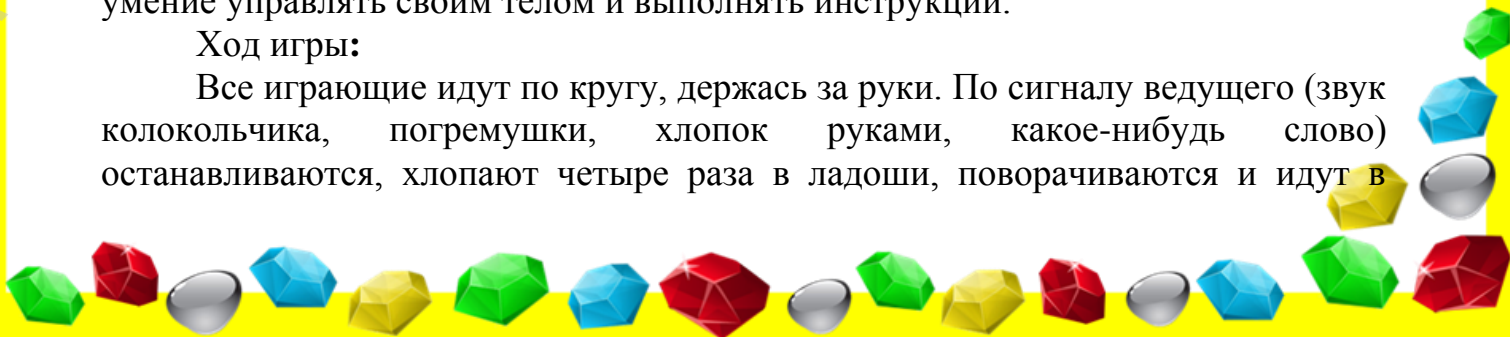 умение управлять своим телом и выполнять инструкции.
Ход игры:
Все играющие идут по кругу, держась за руки. По сигналу ведущего (звук
колокольчика, погремушки, хлопок руками, какое-нибудь слово)
останавливаются, хлопают четыре раза в ладоши, поворачиваются и идут в